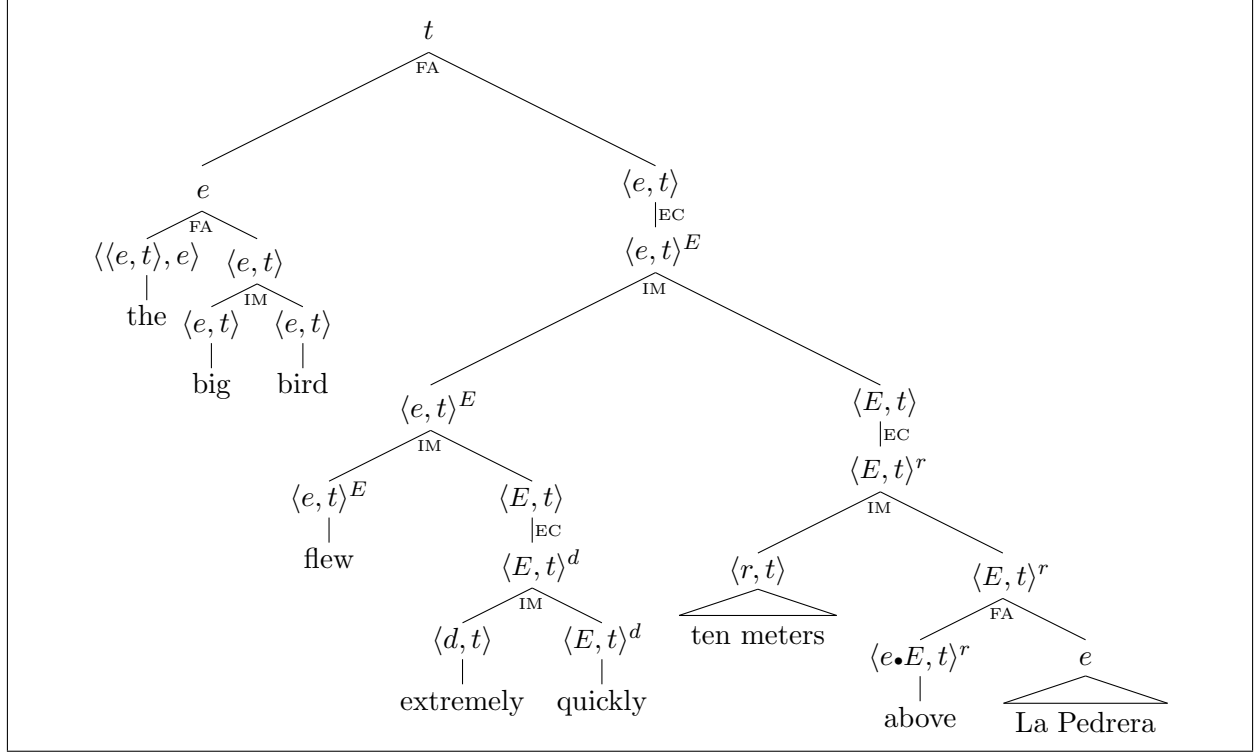 t
FA
e
⟨e, t⟩
FA
EC
⟨⟨e, t⟩, e⟩ ⟨e, t⟩
⟨e, t⟩^E
the
IM
IM
⟨e, t⟩ ⟨e, t⟩
big bird
⟨e, t⟩^E
⟨E, t⟩
IM
EC
⟨E, t⟩^r
IM
⟨e, t⟩^E
⟨E, t⟩
flew
EC
⟨E, t⟩^d
⟨r, t⟩
⟨E, t⟩^r
IM
FA
ten meters
⟨d, t⟩ ⟨E, t⟩^d
⟨e•E, t⟩^r
e
extremely quickly
above
La Pedrera